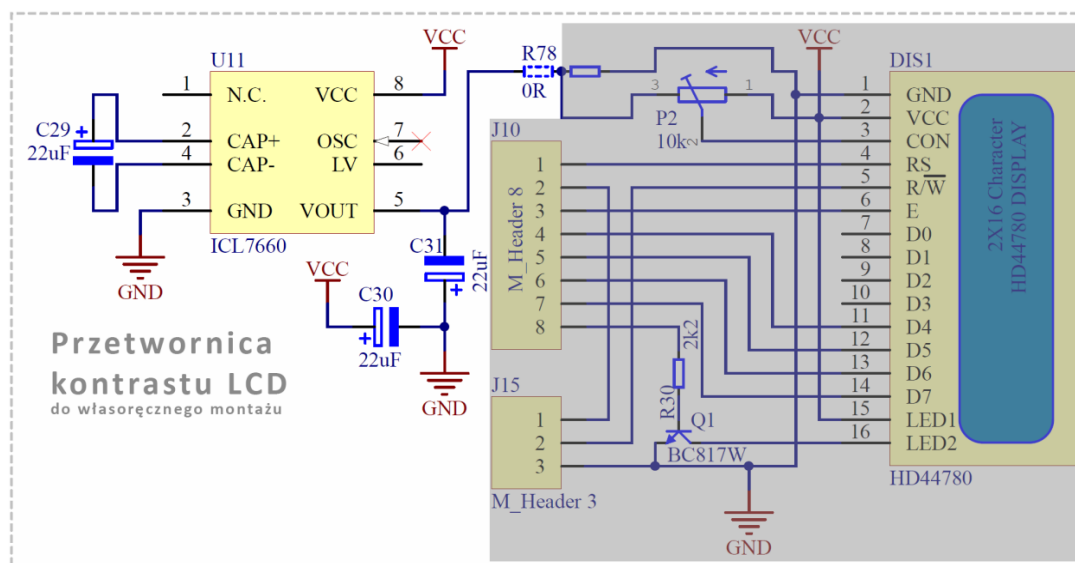 VCC
U11
1 N.C. VCC 8
2 CAP+ OSC 7
4 CAP- LV 6
3 GND VOUT 5
ICL7660
C29
+
22uF
GND
R78
0R
C31
22uF
+
VCC
C30
+
22uF
GND
Przetwornica
kontrastu LCD
do własoręcznego montażu
VCC
3 1
P2
10k
2
J10
1
2
3
4
5
6
7
8
M_Header 8
J15
1
2
3
M_Header 3
2k2
R30
Q1
BC817W
GND
DIS1
1 GND
2 VCC
3 CON
4 RS
5 R/W
6 E
7 D0
8 D1
9 D2
10 D3
11 D4
12 D5
13 D6
14 D7
15 LED1
16 LED2
2X16 Character
HD44780 DISPLAY
HD44780